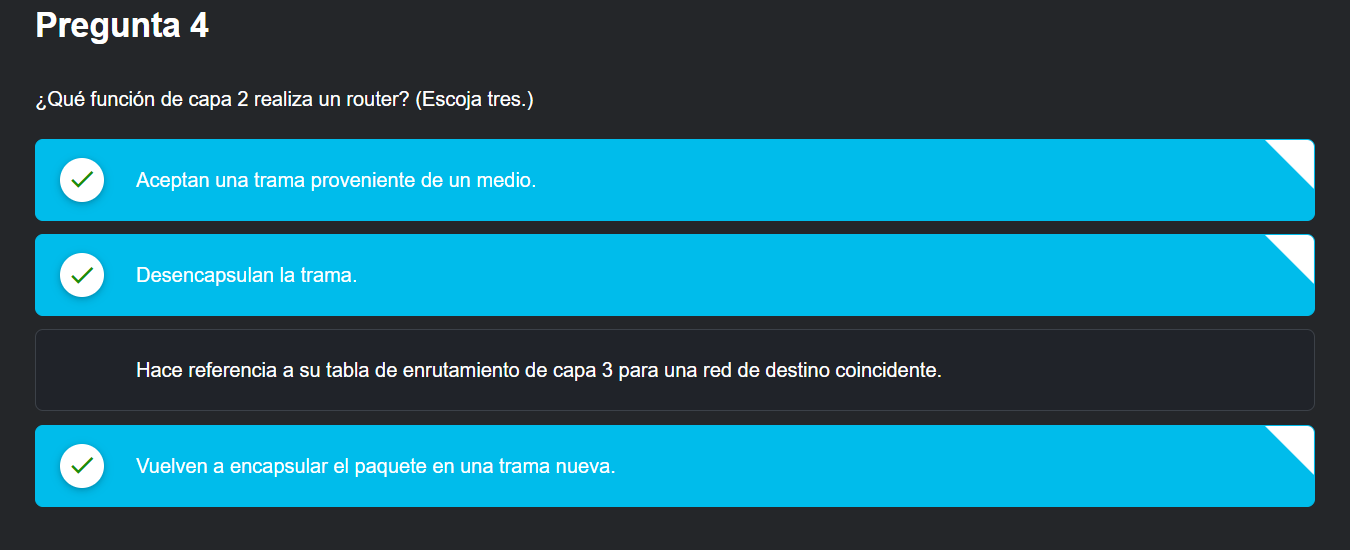 Pregunta 4
¿Qué función de capa 2 realiza un router? (Escoja tres.)
Aceptan una trama proveniente de un medio.
Desencapsulan la trama.
Hace referencia a su tabla de enrutamiento de capa 3 para una red de destino coincidente.
Vuelven a encapsular el paquete en una trama nueva.